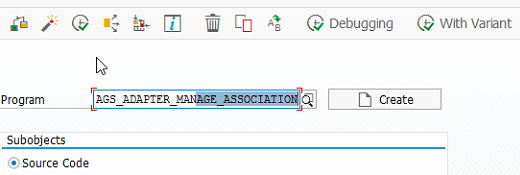 Debugging With Variant
Program AGS_ADAPTER_MANAGE_ASSOCIATION Create
Subobjects
Source Code